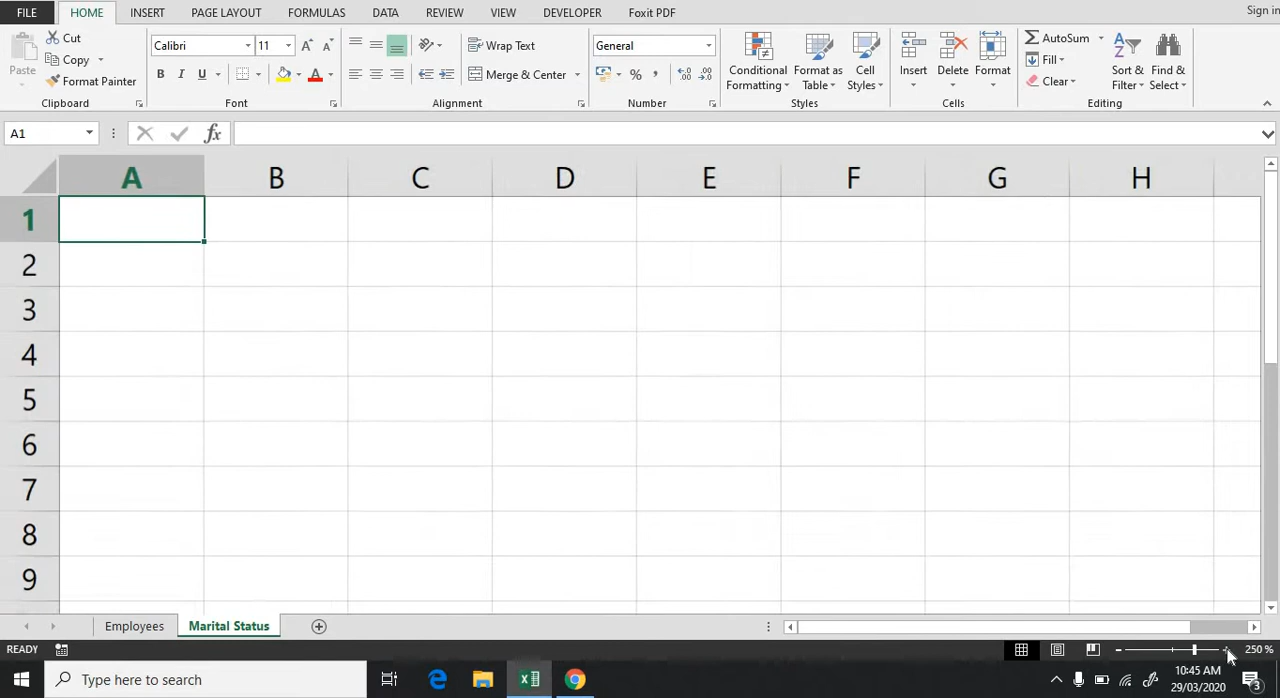 FILE HOME INSERT PAGE LAYOUT FORMULAS DATA REVIEW VIEW DEVELOPER Foxit PDF Sign in
Paste
Cut
Copy
Format Painter
Clipboard
Calibri 11
B I U
Font
Wrap Text
Merge & Center
Alignment
General
%
Number
Conditional Formatting
Format as Table
Cell Styles
Styles
Insert
Delete
Format
Cells
AutoSum
Fill
Clear
Sort & Filter
Find & Select
Editing
A1
fx
A B C D E F G H
1
2
3
4
5
6
7
8
9
Employees Marital Status
READY 250 %
Type here to search
10:45 AM
29/03/2020
3